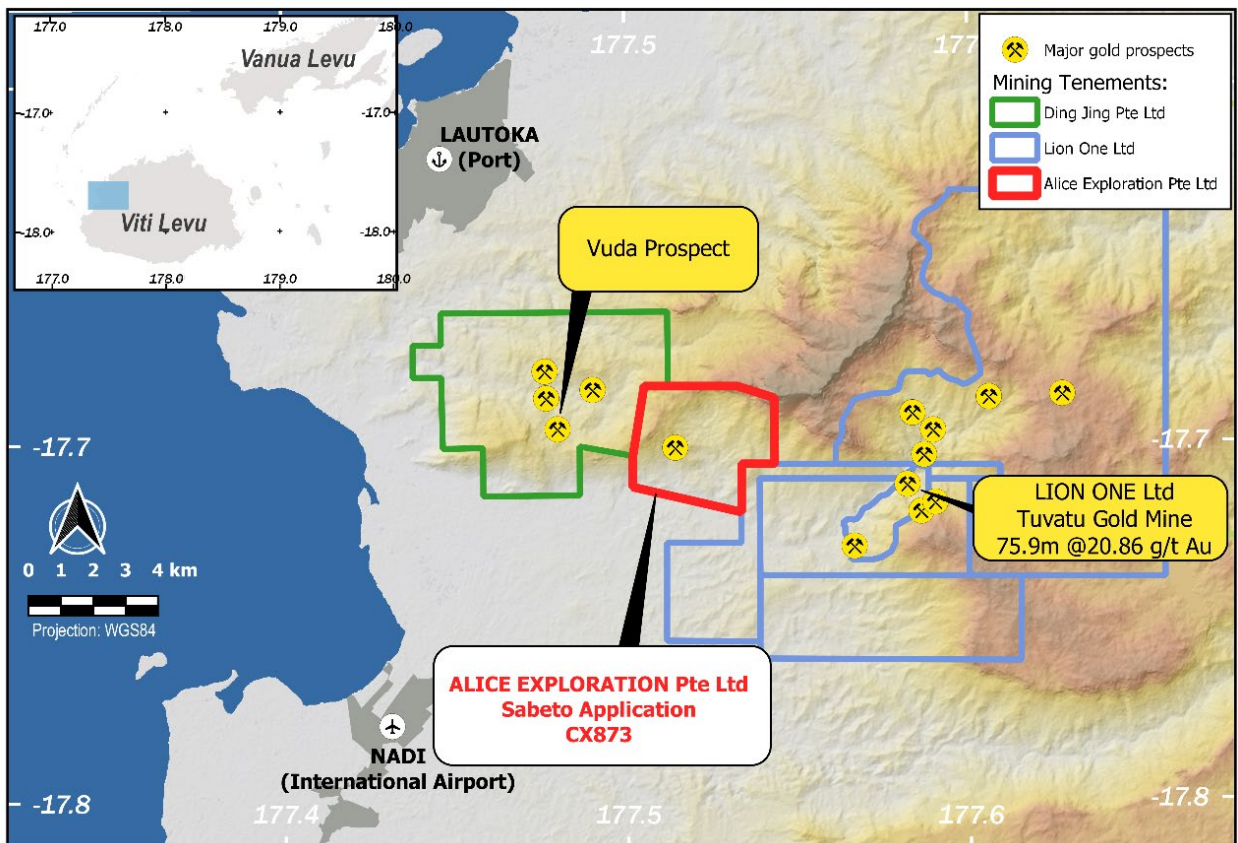 177.0
178.0
179.0
180.0
Vanua Levu
-17.0
-17.0
Viti Levu
-18.0
-18.0
177.0
178.0
179.0
180.0
177.5
177.
Major gold prospects
Mining Tenements:
Ding Jing Pte Ltd
Lion One Ltd
Alice Exploration Pte Ltd
LAUTOKA
(Port)
Vuda Prospect
-17.7
-17.7
LION ONE Ltd
Tuvatu Gold Mine
75.9m @20.86 g/t Au
0 1 2 3 4 km
Projection: WGS84
ALICE EXPLORATION Pte Ltd
Sabeto Application
CX873
NADI
(International Airport)
-17.8
-17.8
177.4
177.5
177.6